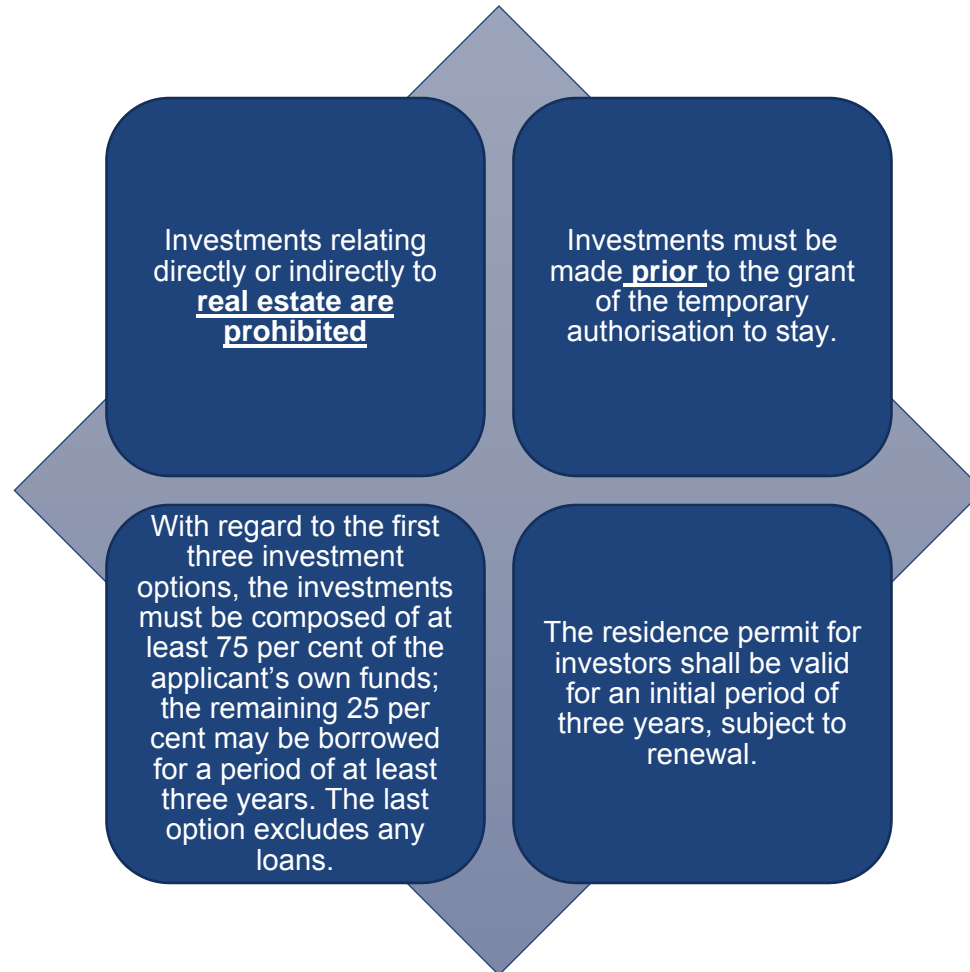 Investments relating
directly or indirectly to
real estate are
prohibited
Investments must be
made prior to the grant
of the temporary
authorisation to stay.
With regard to the first
three investment
options, the investments
must be composed of at
least 75 per cent of the
applicant’s own funds;
the remaining 25 per
cent may be borrowed
for a period of at least
three years. The last
option excludes any
loans.
The residence permit for
investors shall be valid
for an initial period of
three years, subject to
renewal.